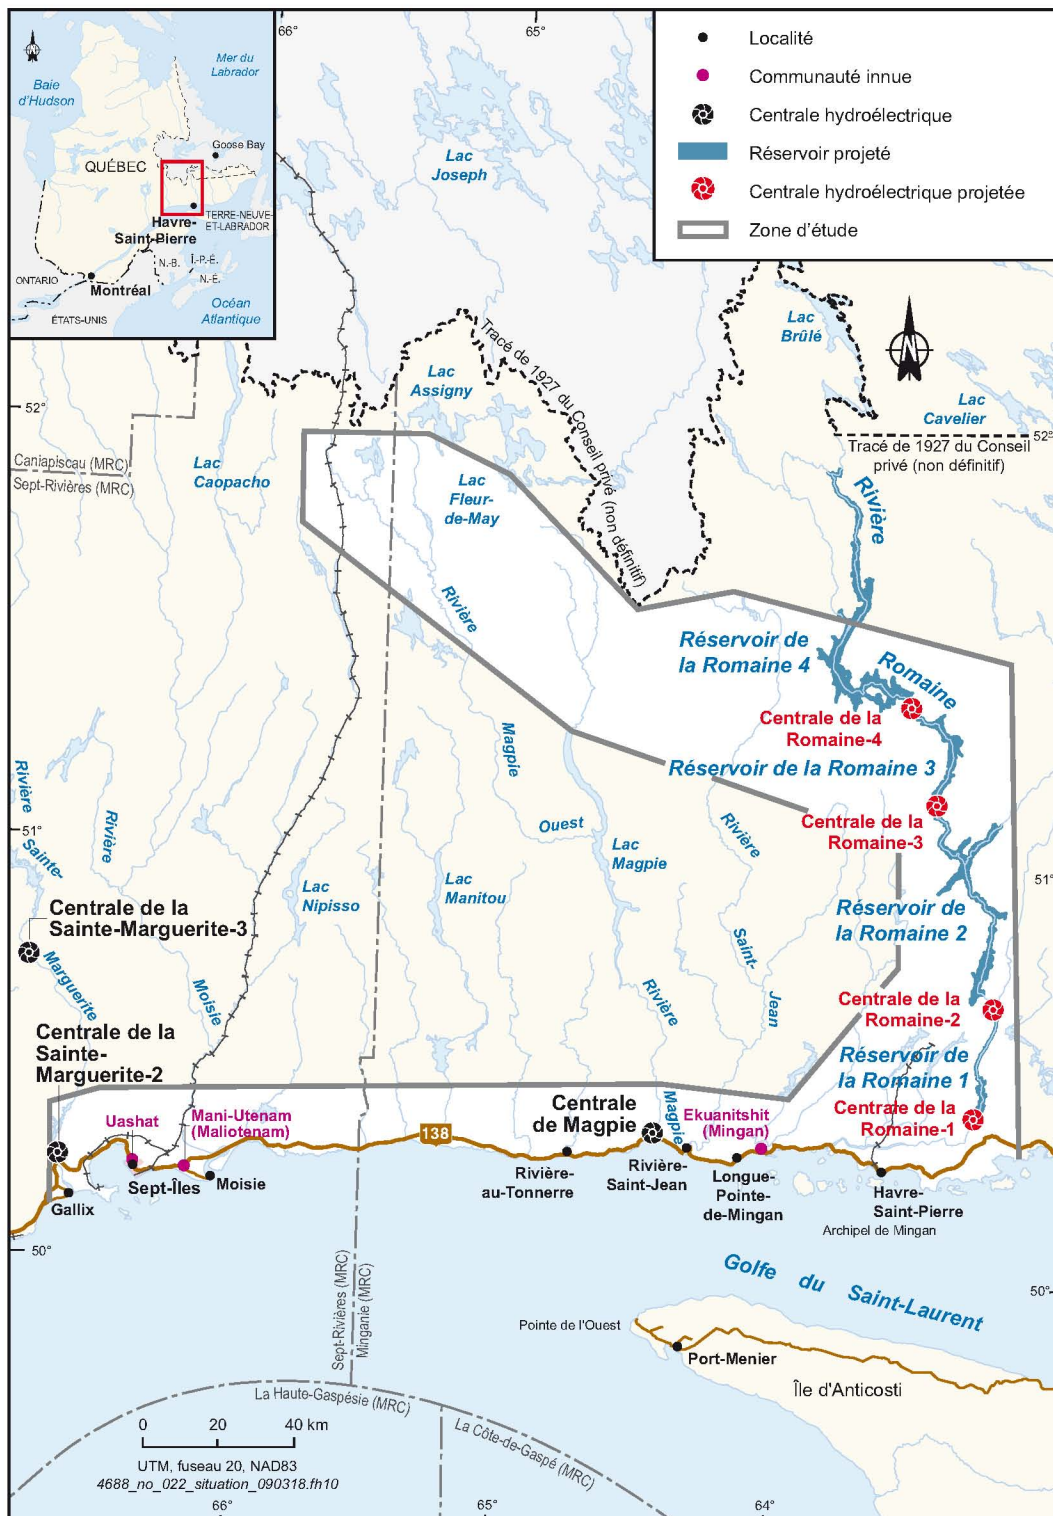 66°
65°
Mer du
Labrador
Baie
d'Hudson
Goose Bay
QUÉBEC
Havre-
Saint-Pierre
TERRE-NEUVE-
ET-LABRADOR
N.-B.
Î.-P.-É.
N.-É.
ONTARIO
Montréal
ÉTATS-UNIS
Océan
Atlantique
Localité
Communauté innue
Centrale hydroélectrique
Réservoir projeté
Centrale hydroélectrique projetée
Zone d'étude
Lac
Joseph
Lac
Brûlé
N
Lac
Cavelier
Tracé de 1927 du Conseil privé (non définitif)
Lac
Assigny
52°
52°
Tracé de 1927 du Conseil
privé (non définitif)
Caniapiscau (MRC)
Sept-Rivières (MRC)
Lac
Caopacho
Lac
Fleur-
de-May
Rivière
Romaine
Rivière
Magpie
Ouest
Réservoir de
la Romaine 4
Centrale de la
Romaine-4
Réservoir de la Romaine 3
Centrale de la
Romaine-3
Rivière
Sainte-
Marguerite
Rivière
Moisie
51°
51°
Lac
Nipisso
Lac
Manitou
Lac
Magpie
Rivière
Saint-
Jean
Réservoir de
la Romaine 2
Centrale de la
Sainte-Marguerite-3
Rivière
Magpie
Centrale de la
Romaine-2
Centrale de la
Sainte-
Marguerite-2
Réservoir de
la Romaine 1
Centrale de la
Romaine-1
Uashat
Mani-Utenam
(Maliotenam)
138
Centrale
de Magpie
Ekuanitshit
(Mingan)
Sept-Îles
Moisie
Gallix
Rivière-
au-Tonnerre
Rivière-
Saint-Jean
Longue-
Pointe-
de-Mingan
Havre-
Saint-Pierre
Archipel de Mingan
50°
50°
Golfe du Saint-Laurent
Sept-Rivières (MRC)
Minganie (MRC)
Pointe de l'Ouest
Port-Menier
Île d'Anticosti
La Haute-Gaspésie (MRC)
La Côte-de-Gaspé (MRC)
0 20 40 km
UTM, fuseau 20, NAD83
4688_no_022_situation_090318.fh10
66°
65°
64°